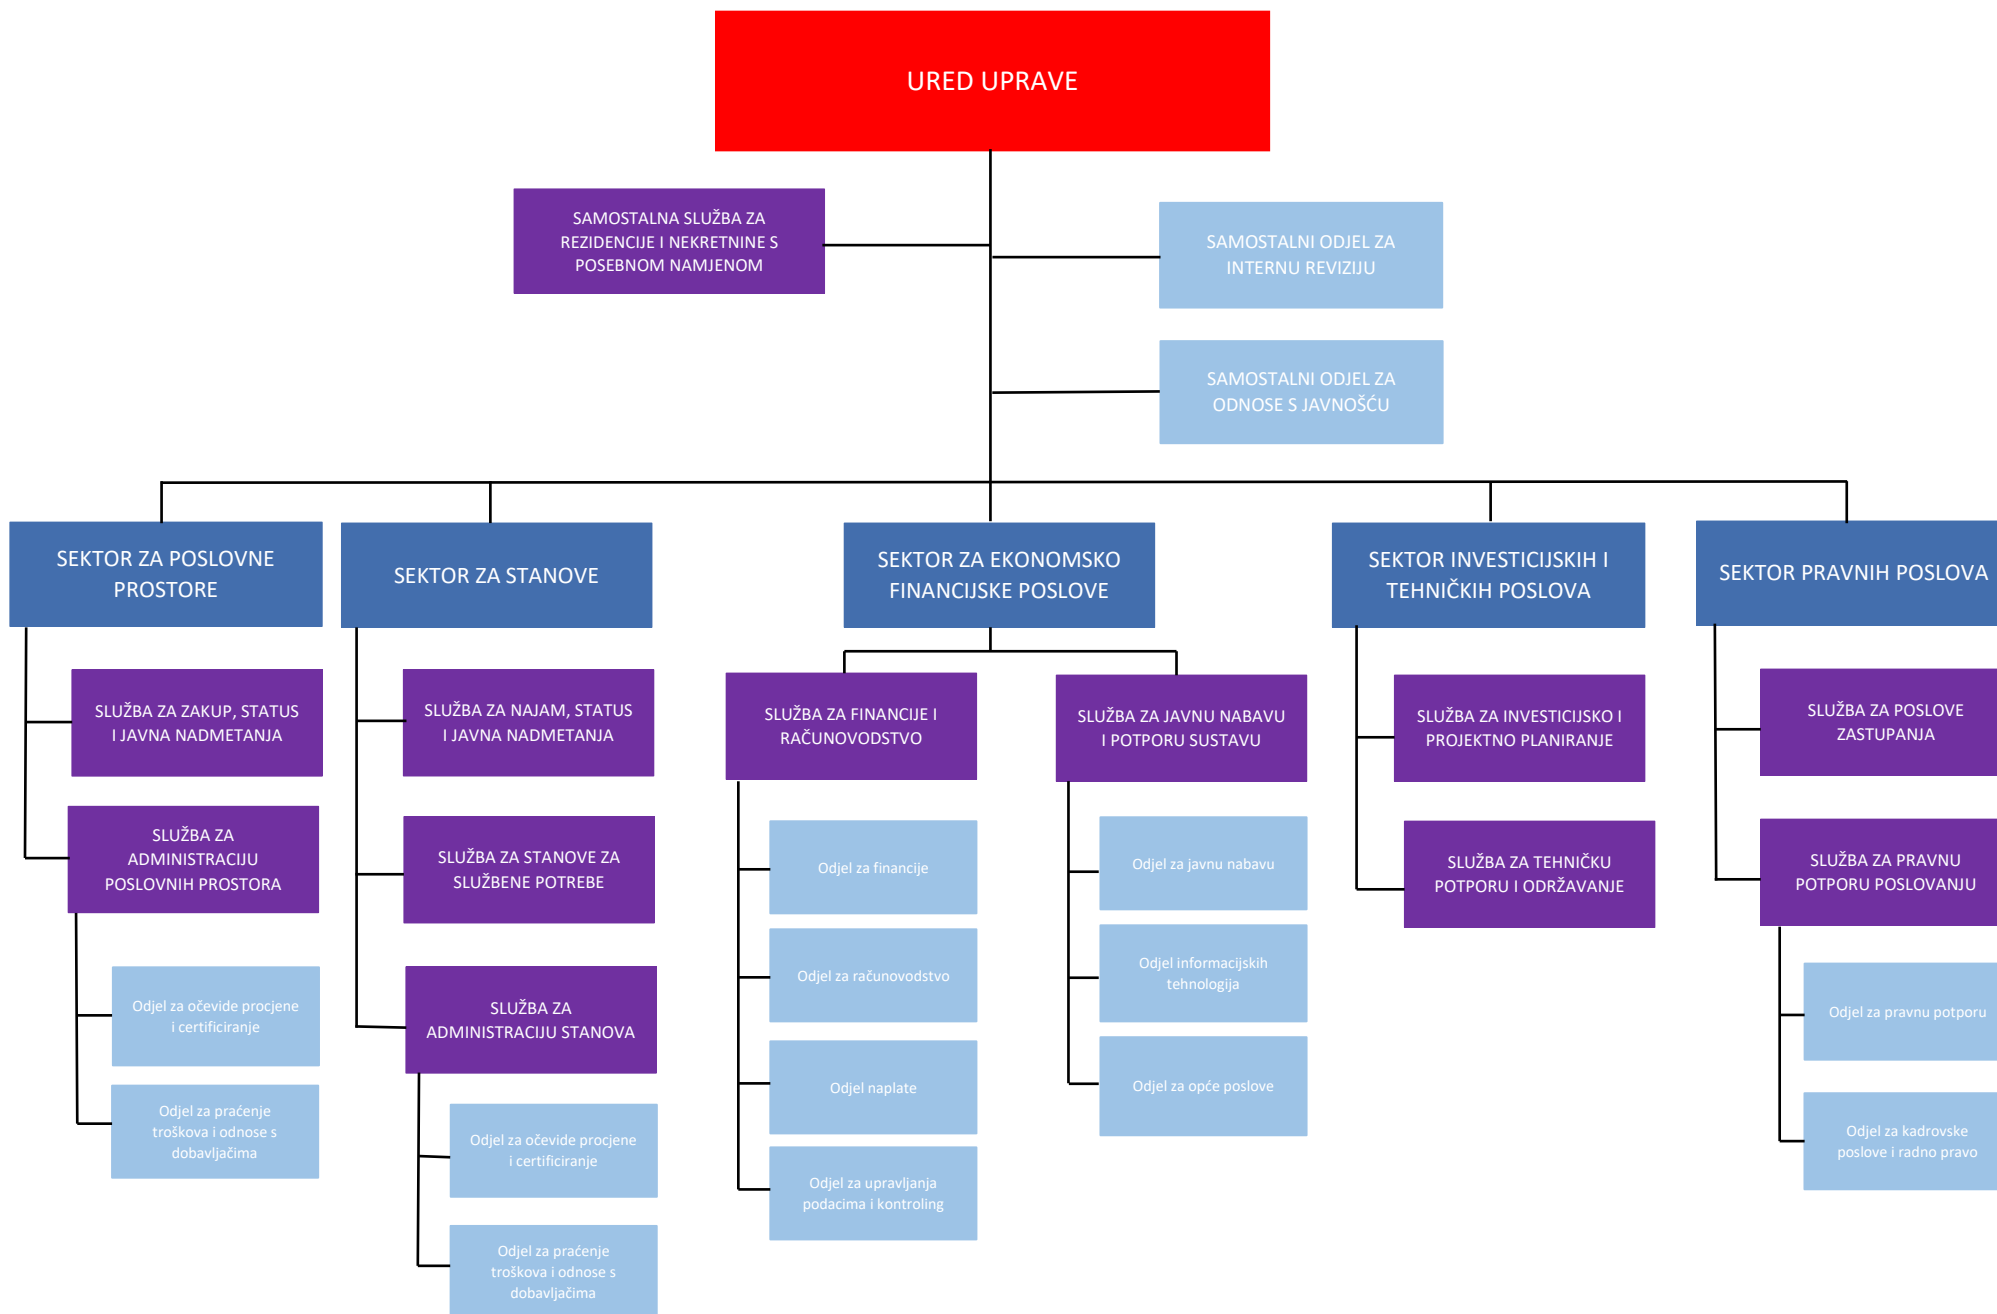 URED UPRAVE
SAMOSTALNA SLUŽBA ZA
REZIDENCIJE I NEKRETNINE S
POSEBNOM NAMJENOM
SAMOSTALNI ODJEL ZA
INTERNU REVIZIJU
SAMOSTALNI ODJEL ZA
ODNOSE S JAVNOŠĆU
SEKTOR ZA POSLOVNE
PROSTORE
SLUŽBA ZA ZAKUP, STATUS
I JAVNA NADMETANJA
SLUŽBA ZA
ADMINISTRACIJU
POSLOVNIH PROSTORA
Odjel za očevide procjene
i certificiranje
Odjel za praćenje
troškova i odnose s
dobavljačima
SEKTOR ZA STANOVE
SLUŽBA ZA NAJAM, STATUS
I JAVNA NADMETANJA
SLUŽBA ZA STANOVE ZA
SLUŽBENE POTREBE
SLUŽBA ZA
ADMINISTRACIJU STANOVA
Odjel za očevide procjene
i certificiranje
Odjel za praćenje
troškova i odnose s
dobavljačima
SEKTOR ZA EKONOMSKO
FINANCIJSKE POSLOVE
SLUŽBA ZA FINANCIJE I
RAČUNOVODSTVO
Odjel za financije
Odjel za računovodstvo
Odjel naplate
Odjel za upravljanja
podacima i kontroling
SLUŽBA ZA JAVNU NABAVU
I POTPORU SUSTAVU
Odjel za javnu nabavu
Odjel informacijskih
tehnologija
Odjel za opće poslove
SEKTOR INVESTICIJSKIH I
TEHNIČKIH POSLOVA
SLUŽBA ZA INVESTICIJSKO I
PROJEKTNO PLANIRANJE
SLUŽBA ZA TEHNIČKU
POTPORU I ODRŽAVANJE
SEKTOR PRAVNIH POSLOVA
SLUŽBA ZA POSLOVE
ZASTUPANJA
SLUŽBA ZA PRAVNU
POTPORU POSLOVANJU
Odjel za pravnu potporu
Odjel za kadrovske
poslove i radno pravo